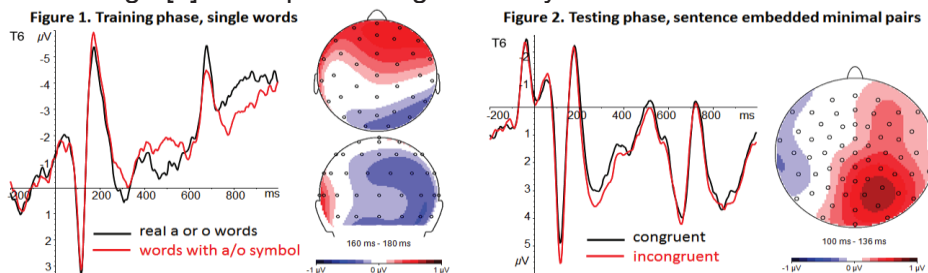 Figure 1. Training phase, single words
T6 µV
-5
-4
-3
-2
-1
-200 200 400 600 ms
1
2
3
real a or o words
words with a/o symbol
160 ms - 180 ms
-1 µV 0 µV 1 µV
Figure 2. Testing phase, sentence embedded minimal pairs
T6
-2
-1
-200 200 400 600 800 ms
1
2
3
4
5
µV
congruent
incongruent
100 ms - 136 ms
-1 µV 0 µV 1 µV